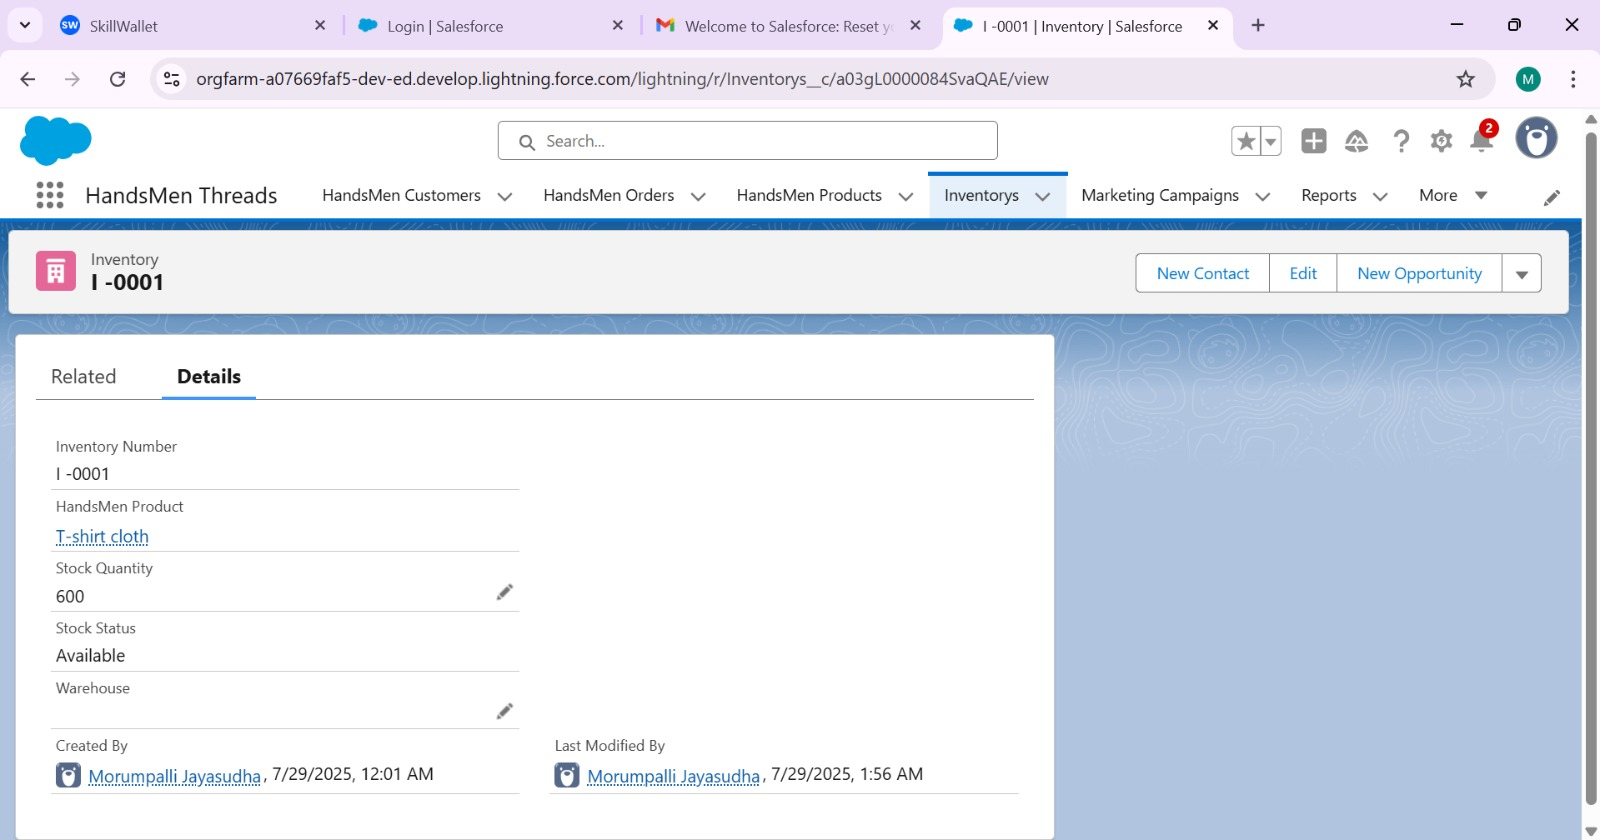 SW SkillWallet
Login | Salesforce
Welcome to Salesforce: Reset yo
I -0001 | Inventory | Salesforce
orgfarm-a07669faf5-dev-ed.develop.lightning.force.com/lightning/r/Inventorys__c/a03gL0000084SvaQAE/view
M
Search...
2
HandsMen Threads
HandsMen Customers
HandsMen Orders
HandsMen Products
Inventorys
Marketing Campaigns
Reports
More
Inventory
I -0001
New Contact
Edit
New Opportunity
Related
Details
Inventory Number
I -0001
HandsMen Product
T-shirt cloth
Stock Quantity
600
Stock Status
Available
Warehouse
Created By
Morumpalli Jayasudha, 7/29/2025, 12:01 AM
Last Modified By
Morumpalli Jayasudha, 7/29/2025, 1:56 AM